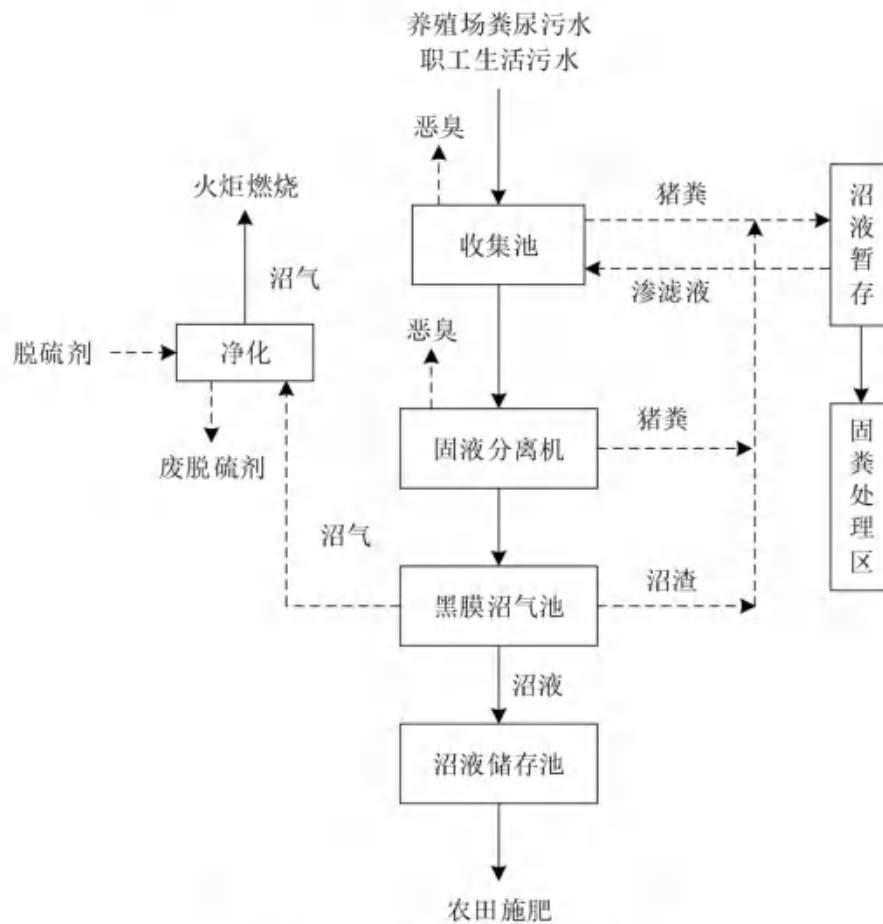 养殖场粪尿污水
职工生活污水
恶臭
火炬燃烧
猪粪
沼液暂存
收集池
沼气
渗滤液
恶臭
脱硫剂
净化
猪粪
固粪处理区
固液分离机
废脱硫剂
沼气
沼渣
黑膜沼气池
沼液
沼液储存池
农田施肥